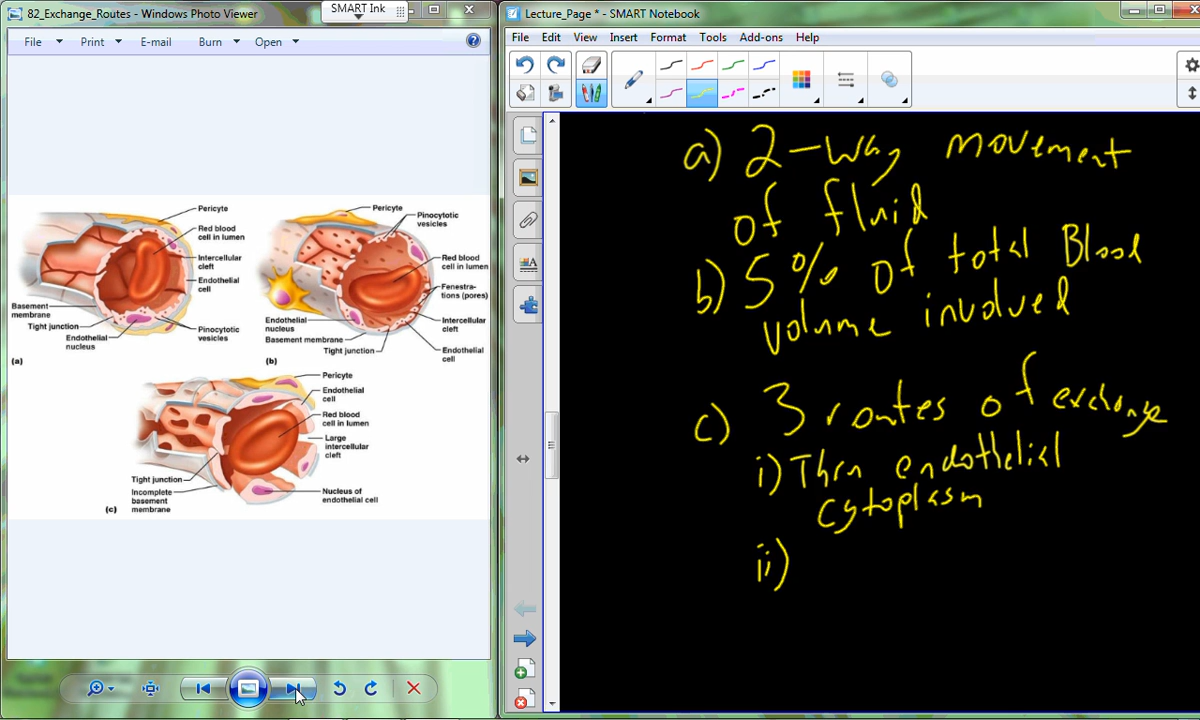 82_Exchange_Routes - Windows Photo Viewer
SMART Ink
File Print E-mail Burn Open
Pericyte
Red blood
cell in lumen
Intercellular
cleft
Endothelial
cell
Basement
membrane
Tight junction
Endothelial
nucleus
Pinocytotic
vesicles
(a)
Pericyte
Pinocytotic
vesicles
Red blood
cell in lumen
Fenestra-
tions (pores)
Intercellular
cleft
Endothelial
cell
Endothelial
nucleus
Basement membrane
Tight junction
(b)
Pericyte
Endothelial
cell
Red blood
cell in lumen
Large
intercellular
cleft
Tight junction
Incomplete
basement
membrane
Nucleus of
endothelial cell
(c)
Lecture_Page * - SMART Notebook
File Edit View Insert Format Tools Add-ons Help
a) 2-way movement
of fluid
b) 5% of total Blood
volume involved
c) 3 routes of exchange
i) Thin endothelial
cytoplasm
ii)